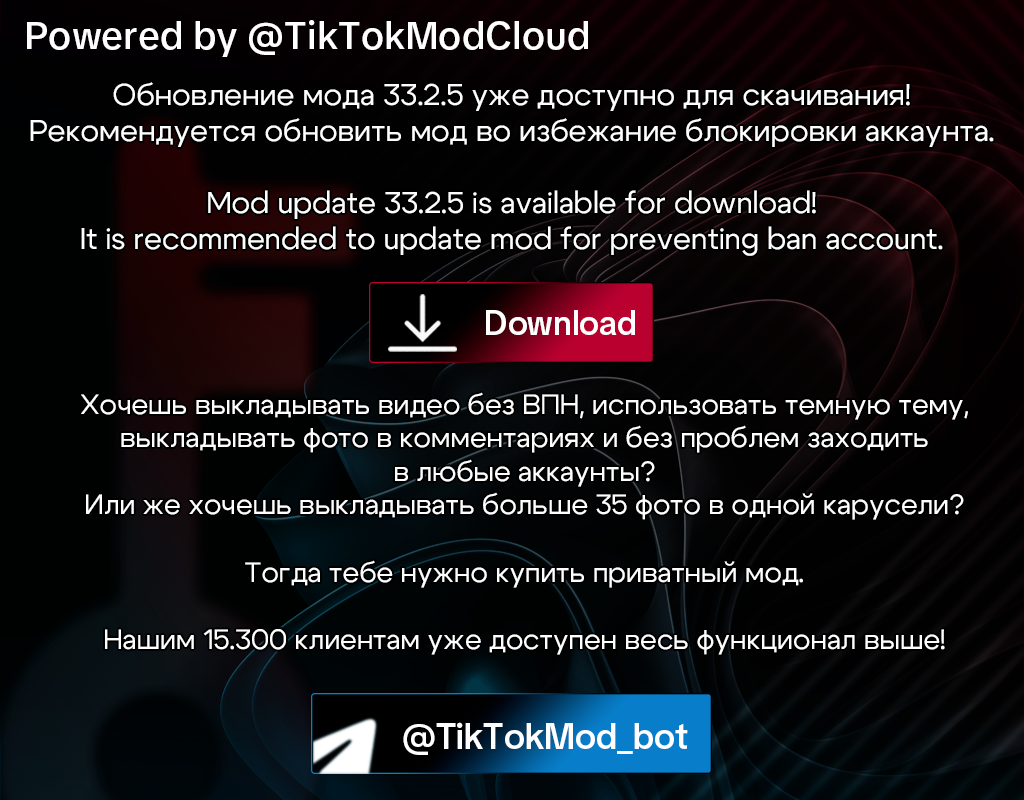 Powered by @TikTokModCloud
Обновление мода 33.2.5 уже доступно для скачивания!
Рекомендуется обновить мод во избежание блокировки аккаунта.
Mod update 33.2.5 is available for download!
It is recommended to update mod for preventing ban account.
Download
Хочешь выкладывать видео без ВПН, использовать темную тему,
выкладывать фото в комментариях и без проблем заходить
в любые аккаунты?
Или же хочешь выкладывать больше 35 фото в одной карусели?
Тогда тебе нужно купить приватный мод.
Нашим 15.300 клиентам уже доступен весь функционал выше!
@TikTokMod_bot